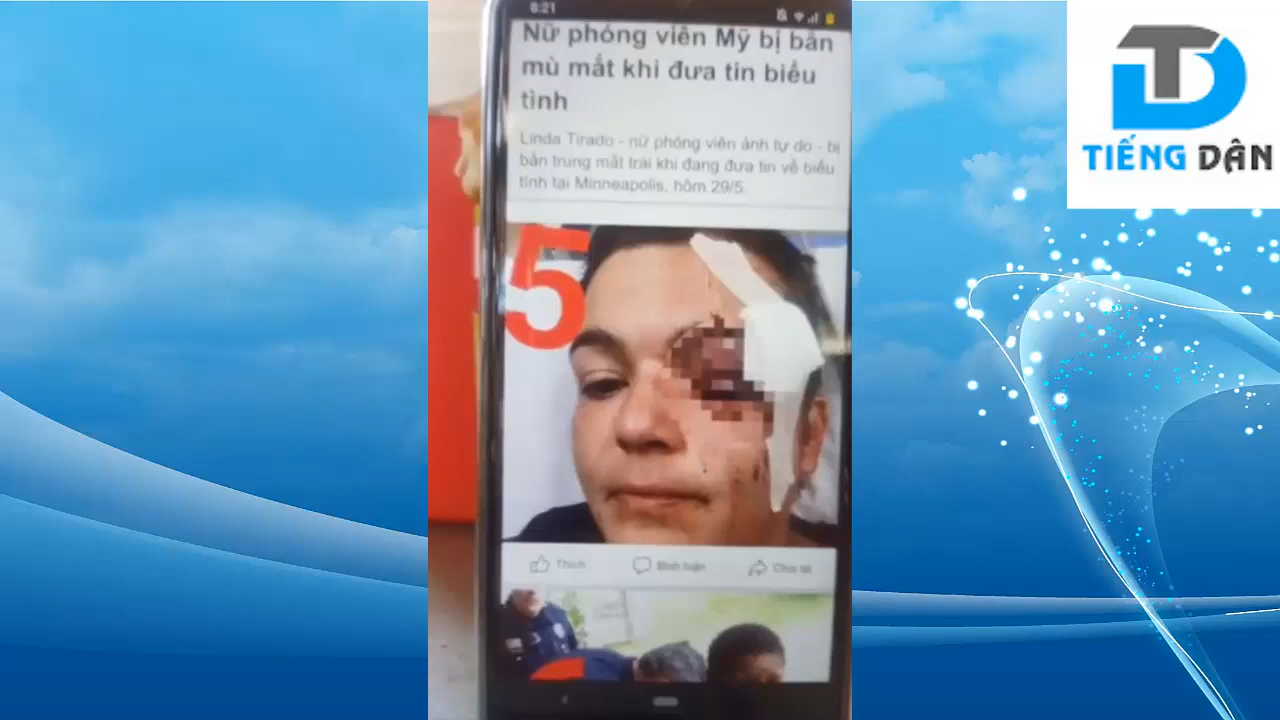 8:21
Nữ phóng viên Mỹ bị bắn
mù mắt khi đưa tin biểu
tình
Linda Tirado - nữ phóng viên ảnh tự do - bị
bắn trúng mắt trái khi đang đưa tin về biểu
tình tại Minneapolis, hôm 29/5.
5
Thích
Bình luận
Chia sẻ
TD
TIẾNG DÂN